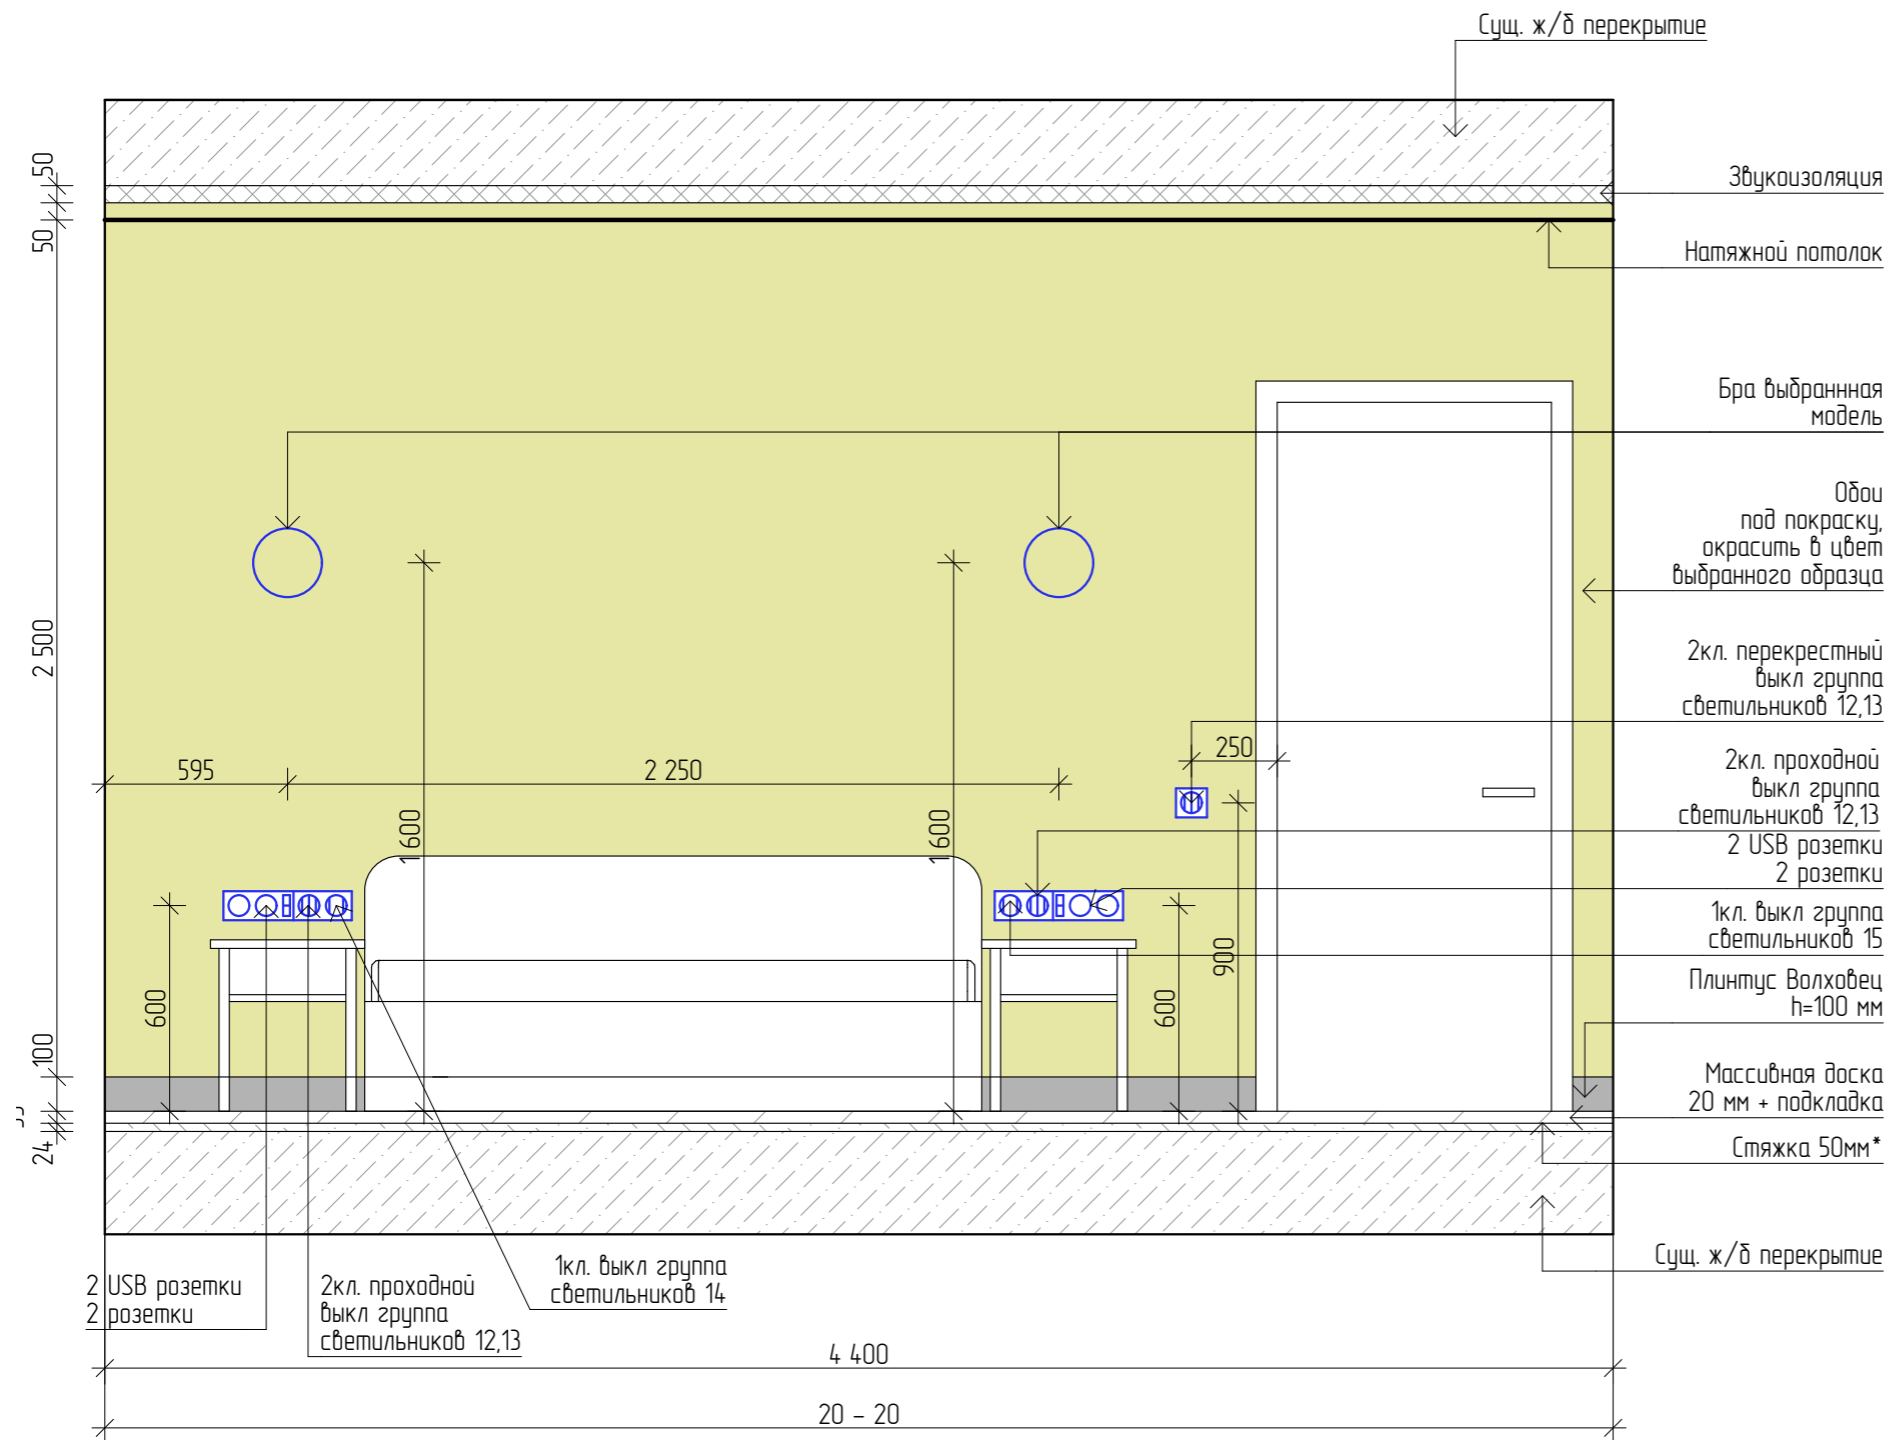 Сущ. ж/б перекрытие
50
Звукоизоляция
50
Натяжной потолок
Бра выбраннная
модель
Обои
под покраску,
окрасить в цвет
выбранного образца
2 500
2кл. перекрестный
выкл группа
светильников 12,13
595
2 250
250
2кл. проходной
выкл группа
светильников 12,13
1 600
1 600
2 USB розетки
2 розетки
900
1кл. выкл группа
светильников 15
600
600
Плинтус Волховец
h=100 мм
100
Массивная доска
20 мм + подкладка
24
Стяжка 50мм*
Сущ. ж/б перекрытие
2 USB розетки
2 розетки
2кл. проходной
выкл группа
светильников 12,13
1кл. выкл группа
светильников 14
4 400
20 - 20